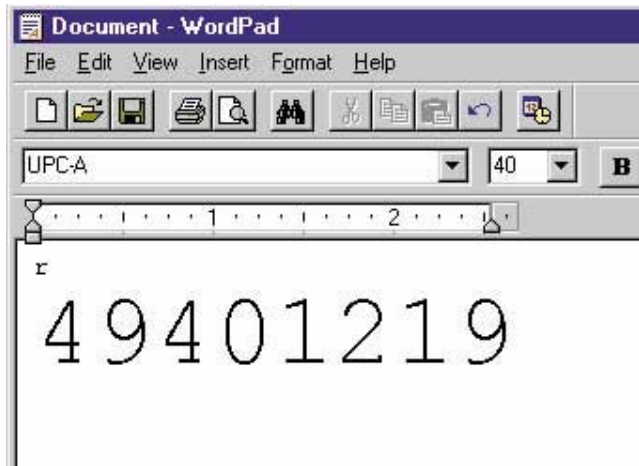 Document - WordPad
File Edit View Insert Format Help
UPC-A 40 B
1 2
r
49401219